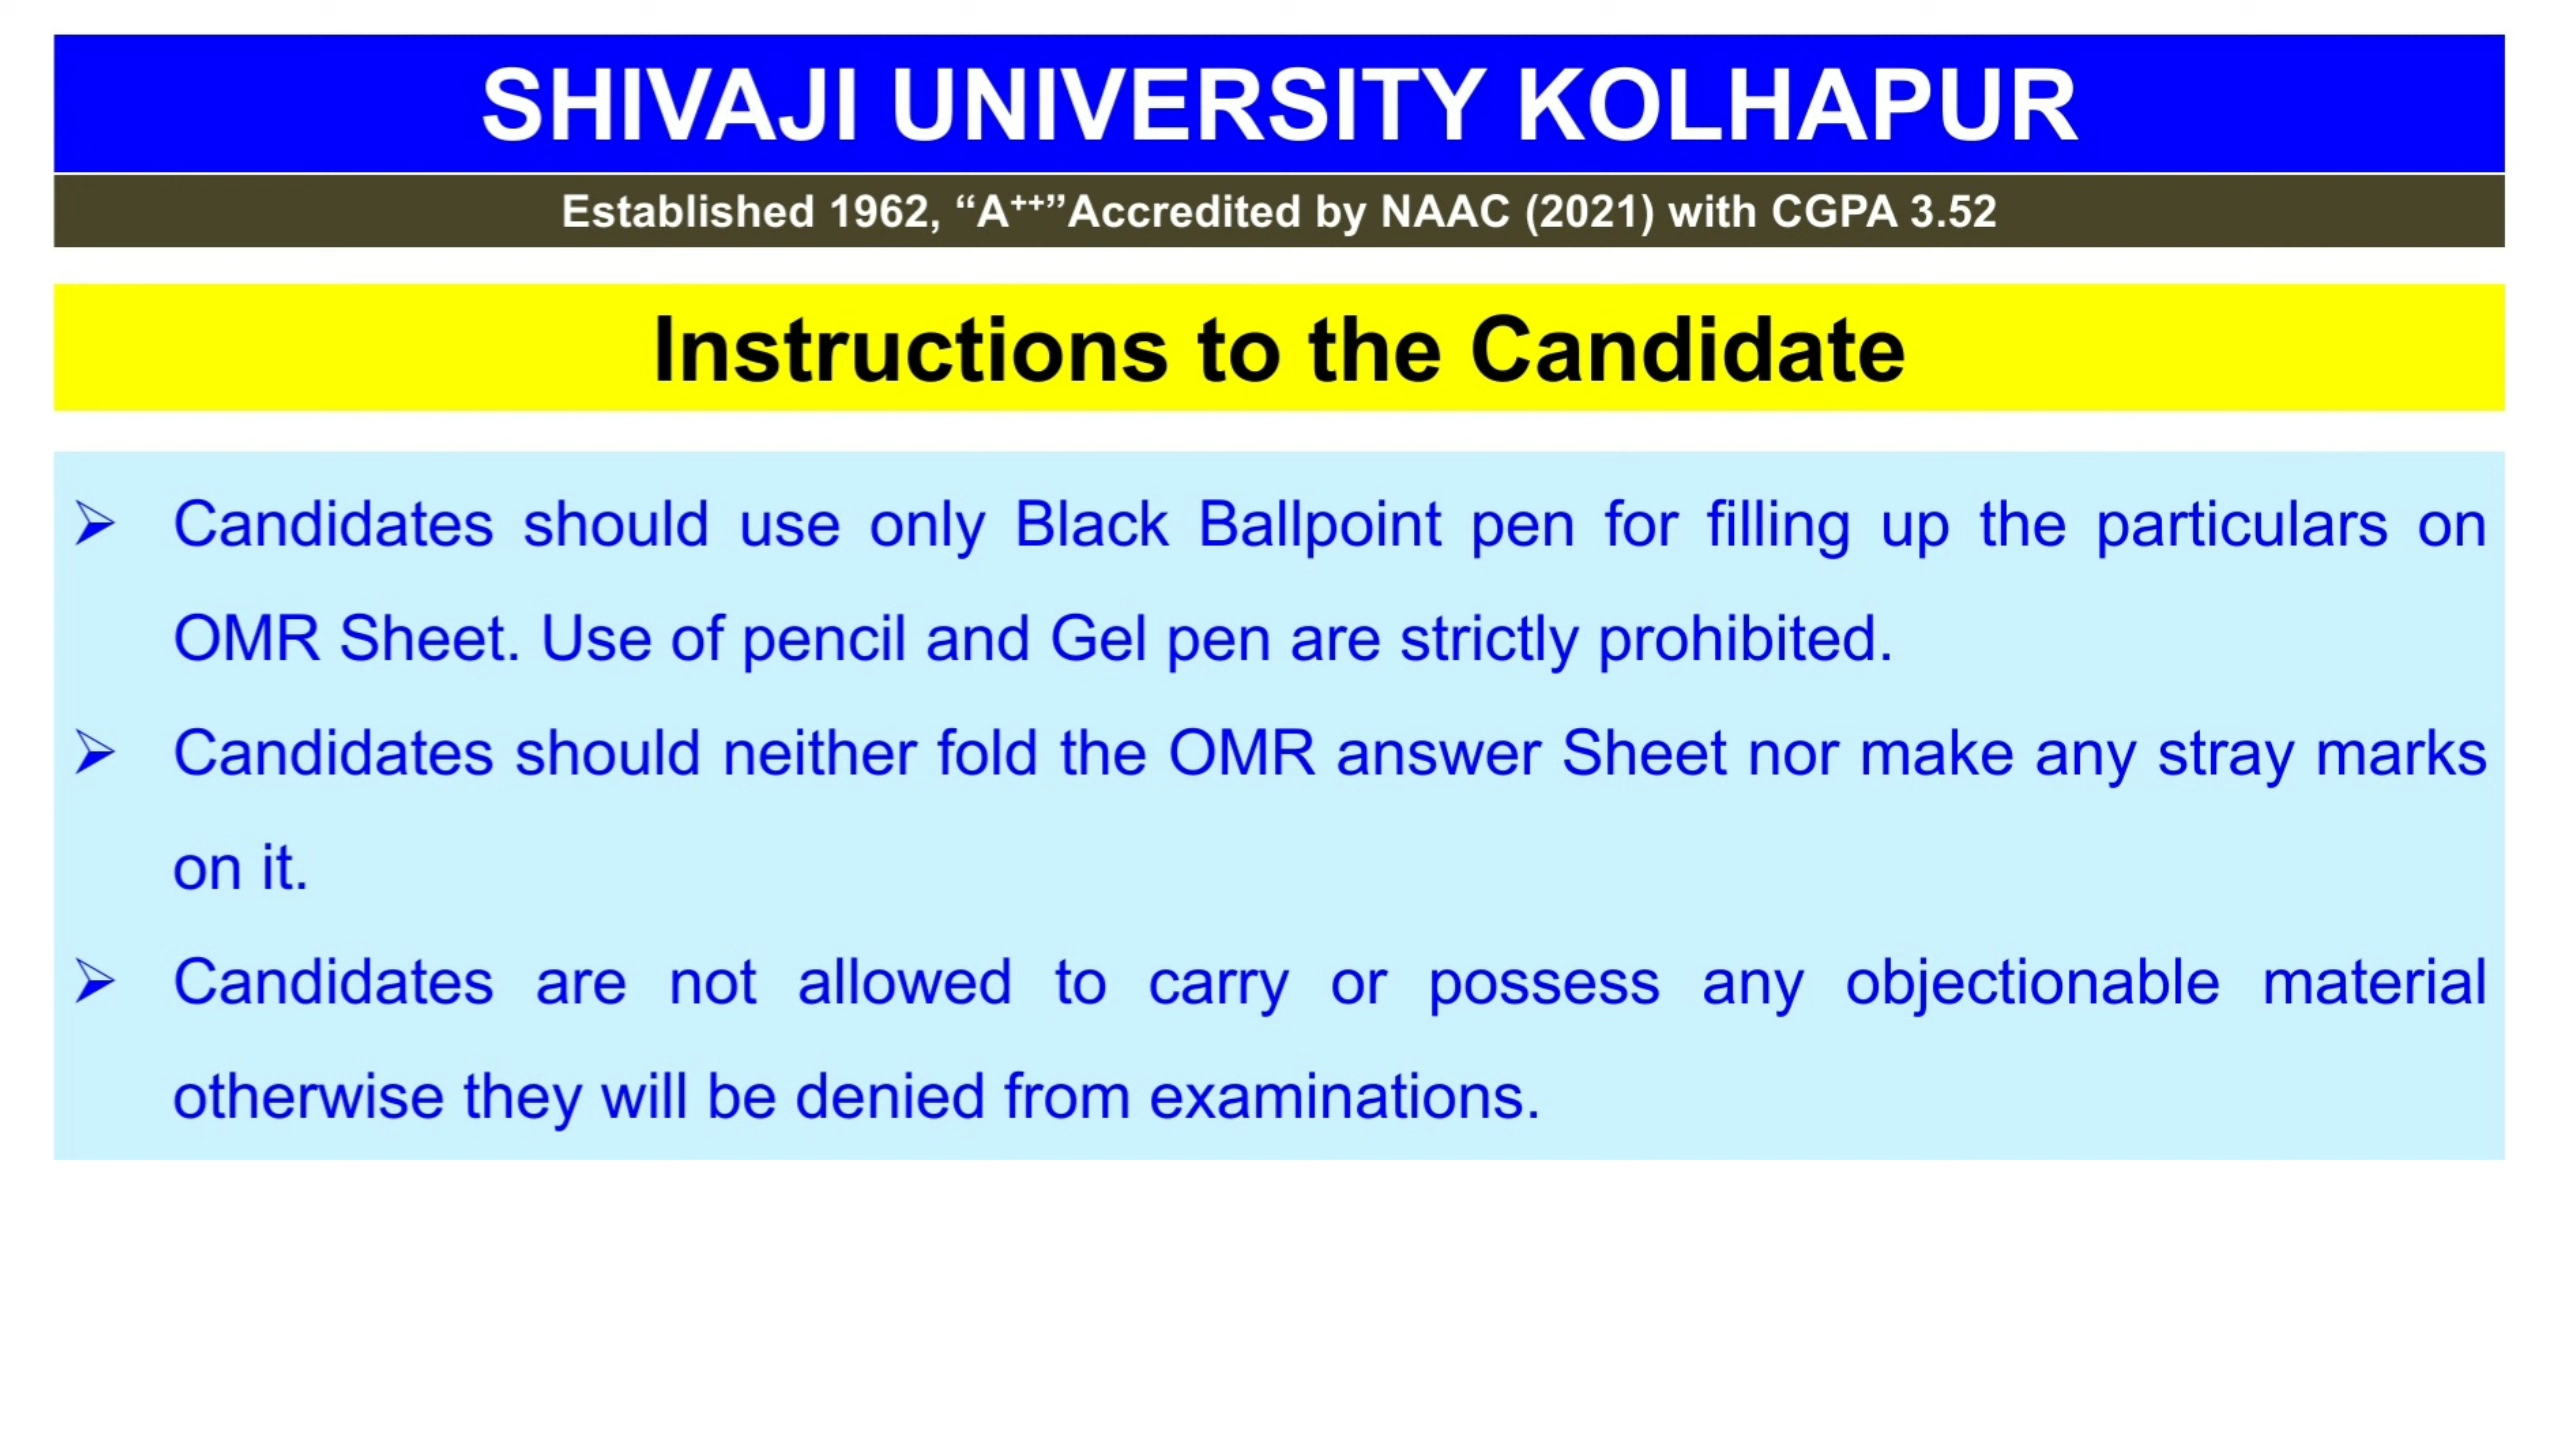 SHIVAJI UNIVERSITY KOLHAPUR
Established 1962, “A++”Accredited by NAAC (2021) with CGPA 3.52
Instructions to the Candidate
➢ Candidates should use only Black Ballpoint pen for filling up the particulars on
OMR Sheet. Use of pencil and Gel pen are strictly prohibited.
➢ Candidates should neither fold the OMR answer Sheet nor make any stray marks
on it.
➢ Candidates are not allowed to carry or possess any objectionable material
otherwise they will be denied from examinations.